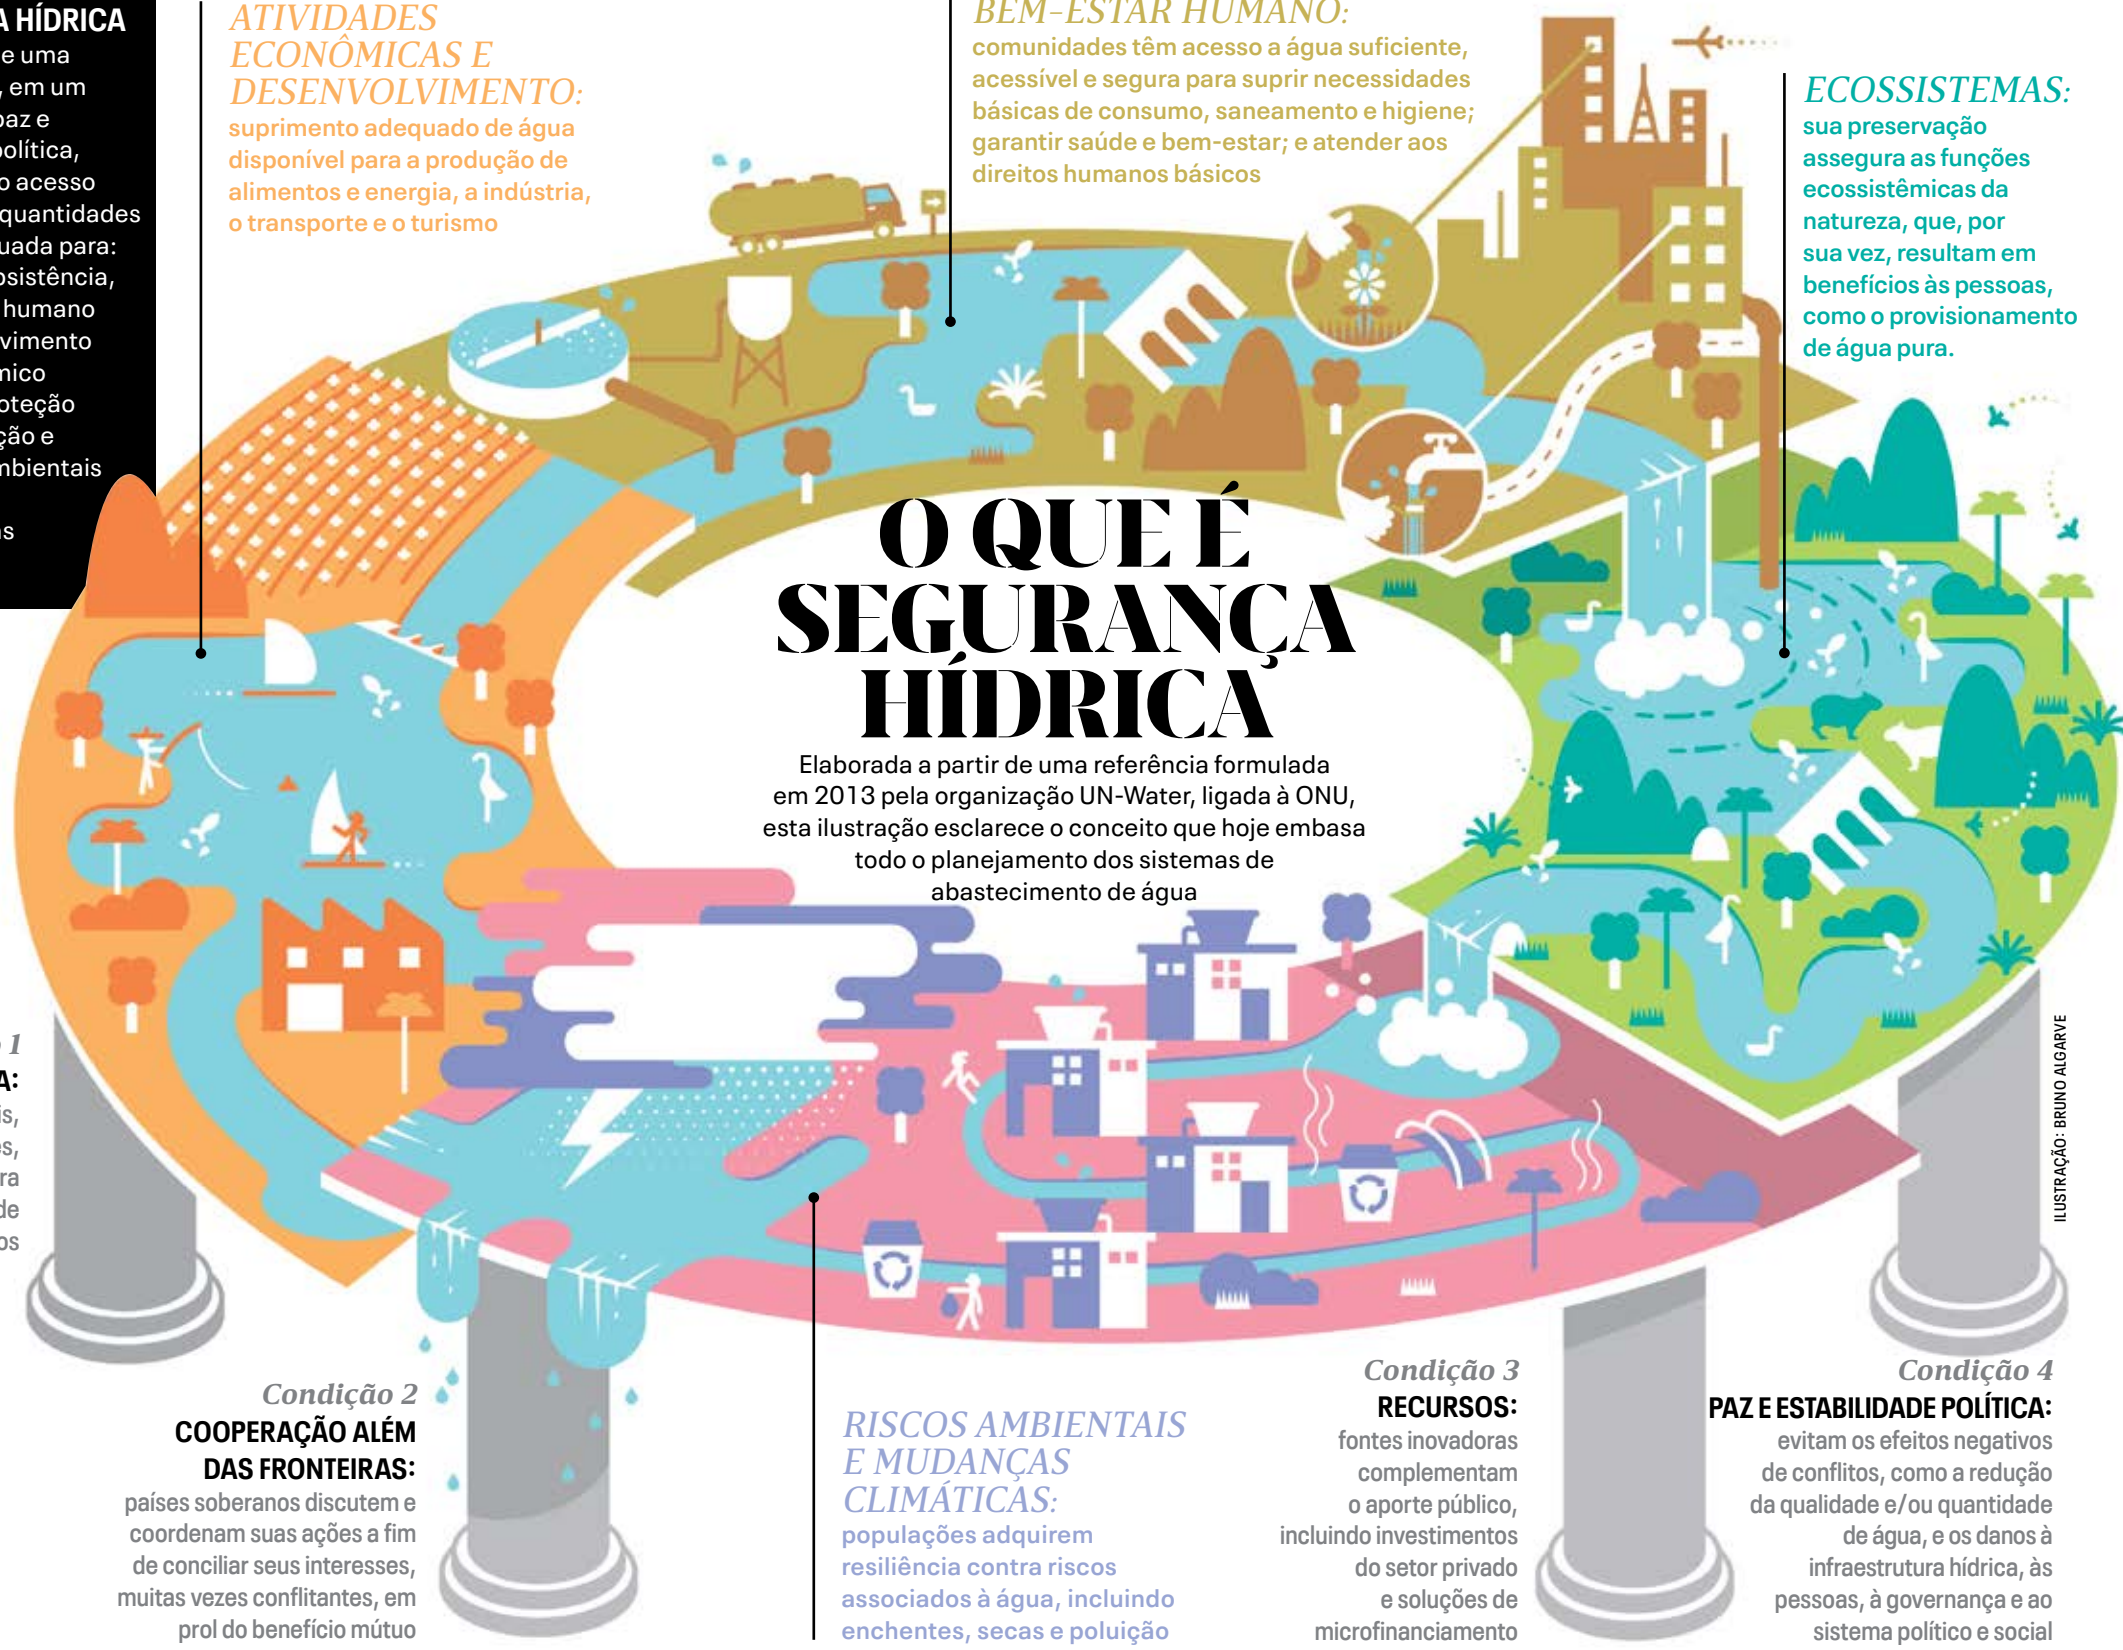 A HÍDRICA
e uma
, em um
paz e
política,
o acesso
quantidades
uada para:
bsistência,
humano
vimento
mico
oteção
ção e
mbientais
as
ATIVIDADES
ECONÔMICAS E
DESENVOLVIMENTO:
suprimento adequado de água
disponível para a produção de
alimentos e energia, a indústria,
o transporte e o turismo
BEM-ESTAR HUMANO:
comunidades têm acesso a água suficiente,
acessível e segura para suprir necessidades
básicas de consumo, saneamento e higiene;
garantir saúde e bem-estar; e atender aos
direitos humanos básicos
ECOSSISTEMAS:
sua preservação
assegura as funções
ecossistêmicas da
natureza, que, por
sua vez, resultam em
benefícios às pessoas,
como o provisionamento
de água pura.
O QUE É
SEGURANÇA
HÍDRICA
Elaborada a partir de uma referência formulada
em 2013 pela organização UN-Water, ligada à ONU,
esta ilustração esclarece o conceito que hoje embasa
todo o planejamento dos sistemas de
abastecimento de água
1
A:
is,
s,
ra
de
os
Condição 2
COOPERAÇÃO ALÉM
DAS FRONTEIRAS:
países soberanos discutem e
coordenam suas ações a fim
de conciliar seus interesses,
muitas vezes conflitantes, em
prol do benefício mútuo
RISCOS AMBIENTAIS
E MUDANÇAS
CLIMÁTICAS:
populações adquirem
resiliência contra riscos
associados à água, incluindo
enchentes, secas e poluição
Condição 3
RECURSOS:
fontes inovadoras
complementam
o aporte público,
incluindo investimentos
do setor privado
e soluções de
microfinanciamento
Condição 4
PAZ E ESTABILIDADE POLÍTICA:
evitam os efeitos negativos
de conflitos, como a redução
da qualidade e/ou quantidade
de água, e os danos à
infraestrutura hídrica, às
pessoas, à governança e ao
sistema político e social
ILUSTRAÇÃO: BRUNO ALGARVE